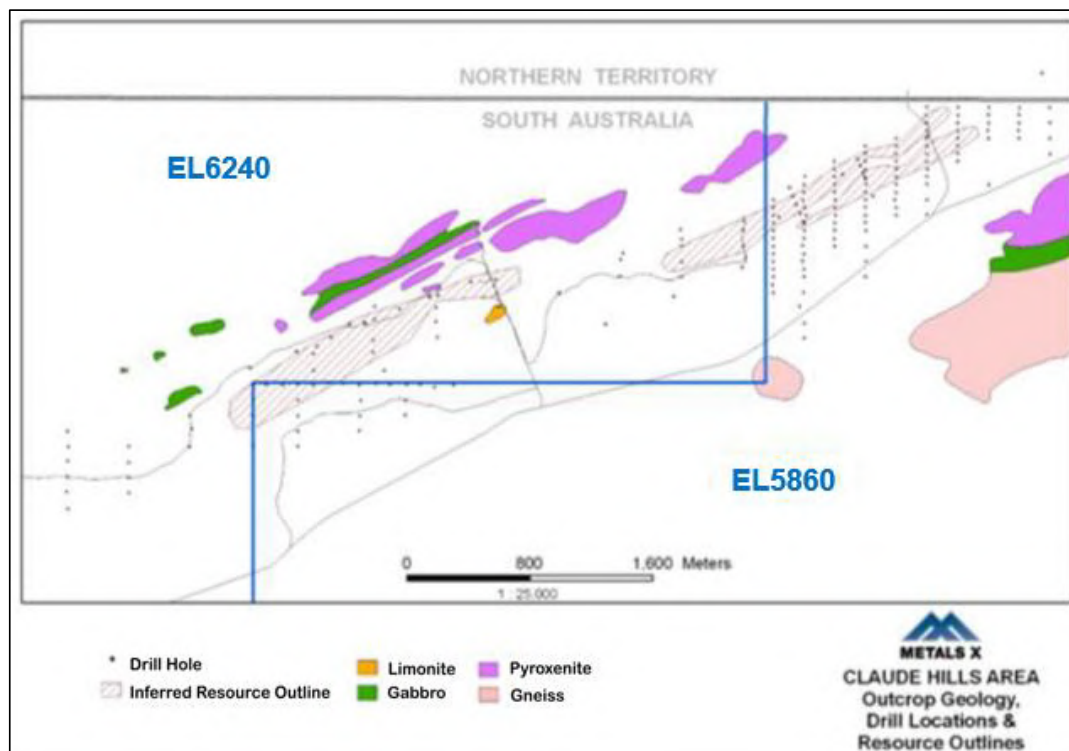 NORTHERN TERRITORY
SOUTH AUSTRALIA
EL6240
EL5860
0 800 1,600 Meters
1 : 25.000
Drill Hole
Inferred Resource Outline
Limonite
Gabbro
Pyroxenite
Gneiss
METALS X
CLAUDE HILLS AREA
Outcrop Geology,
Drill Locations &
Resource Outlines